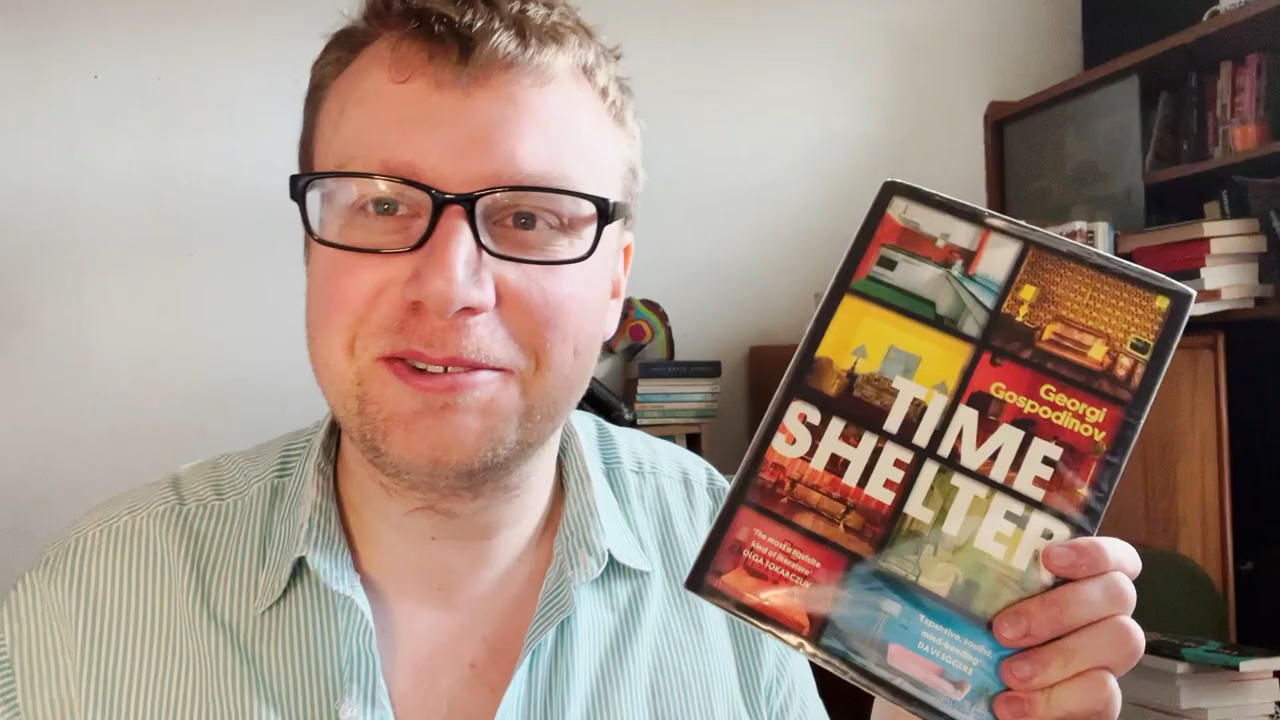 Georgi
Gospodinov
TIME
SHELTER
'The most exquisite
kind of literature'
OLGA TOKARCZUK
'Expansive, soulful,
mind-bending'
DAVE EGGERS